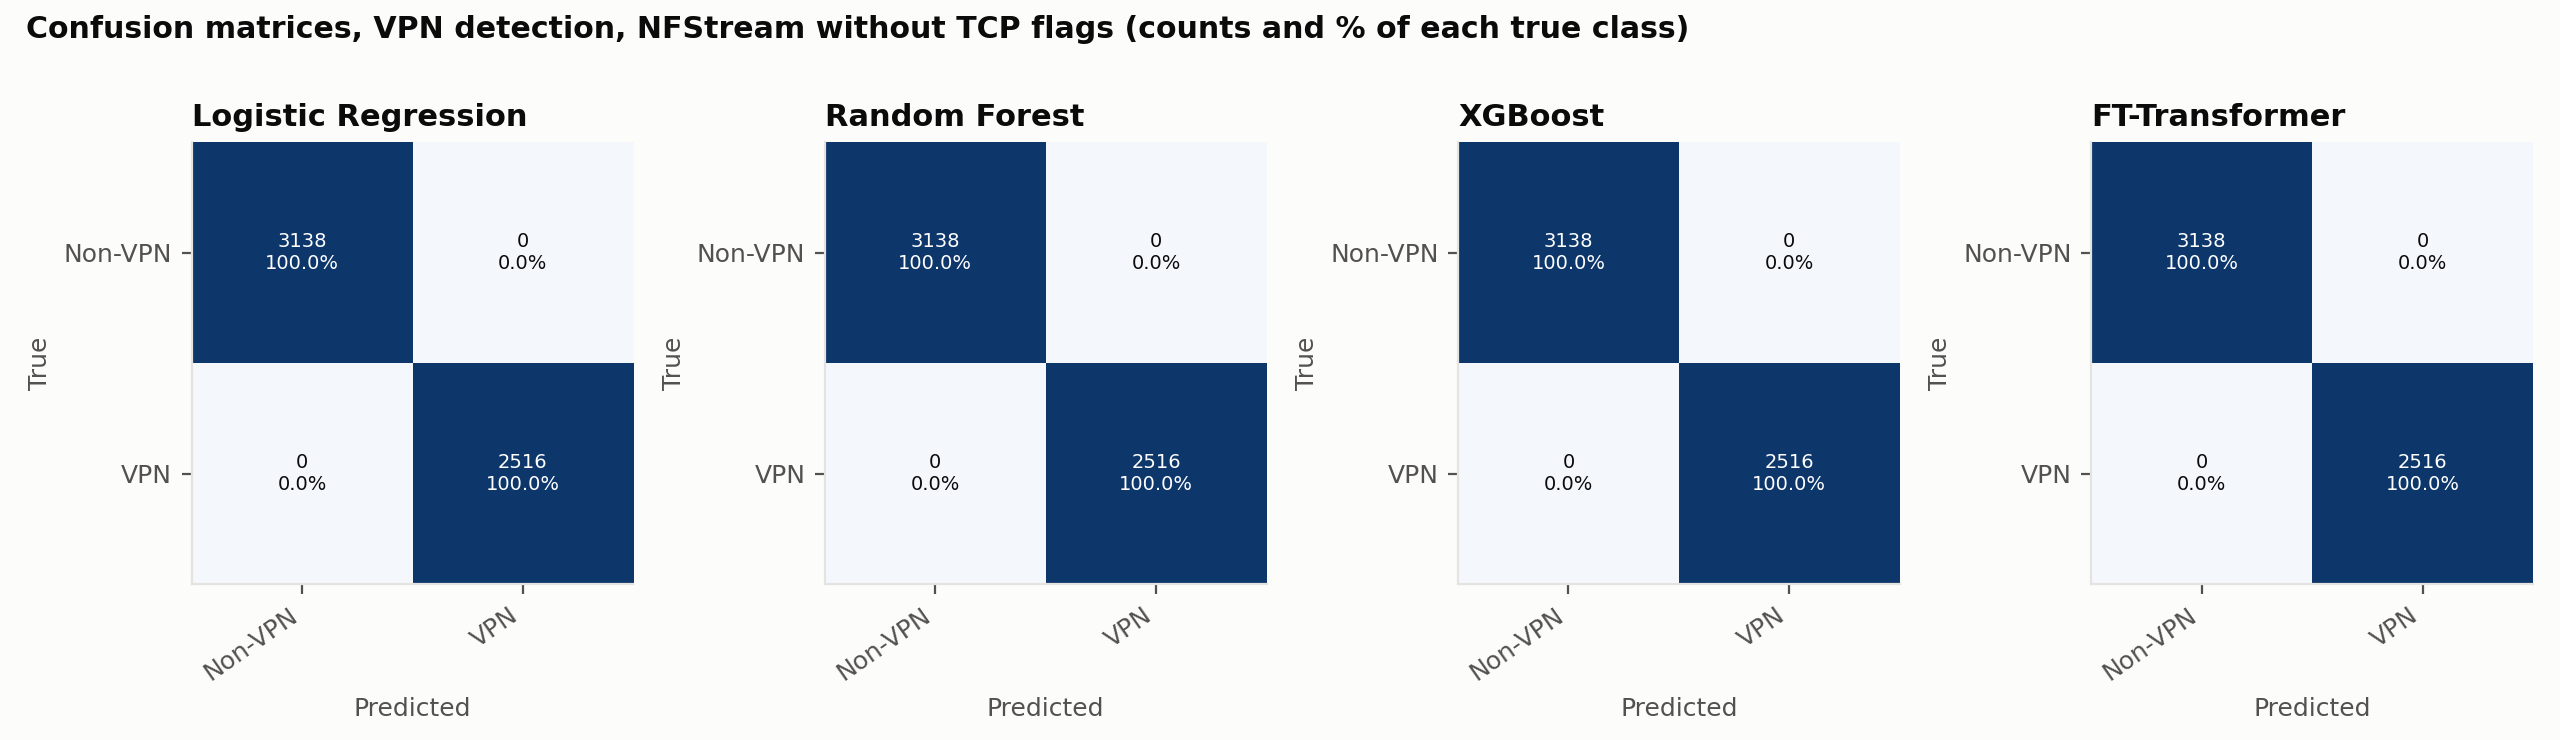 Confusion matrices, VPN detection, NFStream without TCP flags (counts and % of each true class)
Logistic Regression
True
Non-VPN
3138
100.0%
0
0.0%
VPN
0
0.0%
2516
100.0%
Non-VPN
VPN
Predicted
Random Forest
True
Non-VPN
3138
100.0%
0
0.0%
VPN
0
0.0%
2516
100.0%
Non-VPN
VPN
Predicted
XGBoost
True
Non-VPN
3138
100.0%
0
0.0%
VPN
0
0.0%
2516
100.0%
Non-VPN
VPN
Predicted
FT-Transformer
True
Non-VPN
3138
100.0%
0
0.0%
VPN
0
0.0%
2516
100.0%
Non-VPN
VPN
Predicted